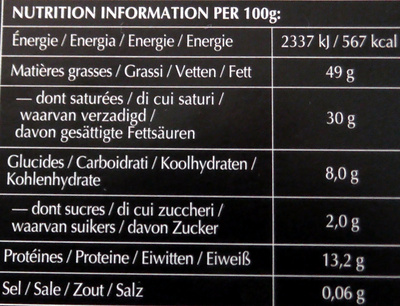 NUTRITION INFORMATION PER 100g:
Énergie / Energia / Energie / Energie 2337 kJ / 567 kcal
Matières grasses / Grassi / Vetten / Fett 49 g
— dont saturées / di cui saturi /
waarvan verzadigd / 30 g
davon gesättigte Fettsäuren
Glucides / Carboidrati / Koolhydraten / 8,0 g
Kohlenhydrate
— dont sucres / di cui zuccheri / 2,0 g
waarvan suikers / davon Zucker
Protéines / Proteine / Eiwitten / Eiweiß 13,2 g
Sel / Sale / Zout / Salz 0,06 g